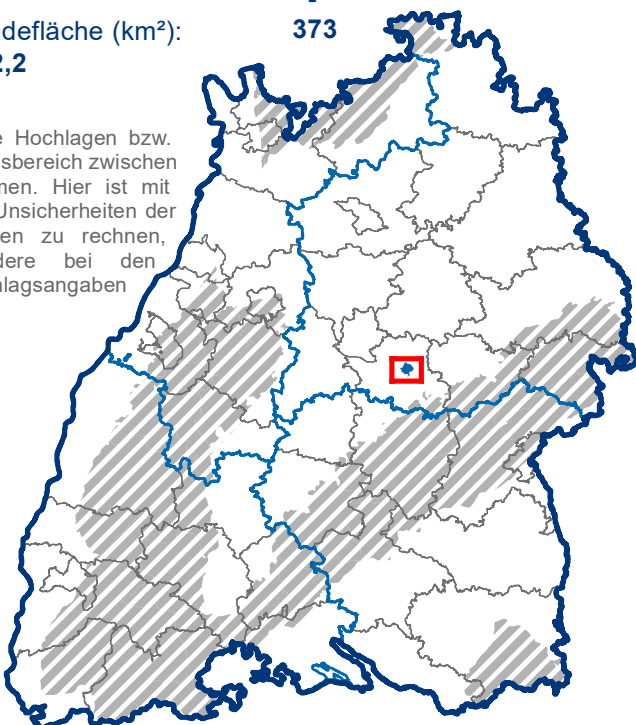 defläche (km²): 373
2,2
e Hochlagen bzw.
sbereich zwischen
men. Hier ist mit
Unsicherheiten der
en zu rechnen,
dere bei den
lagsangaben